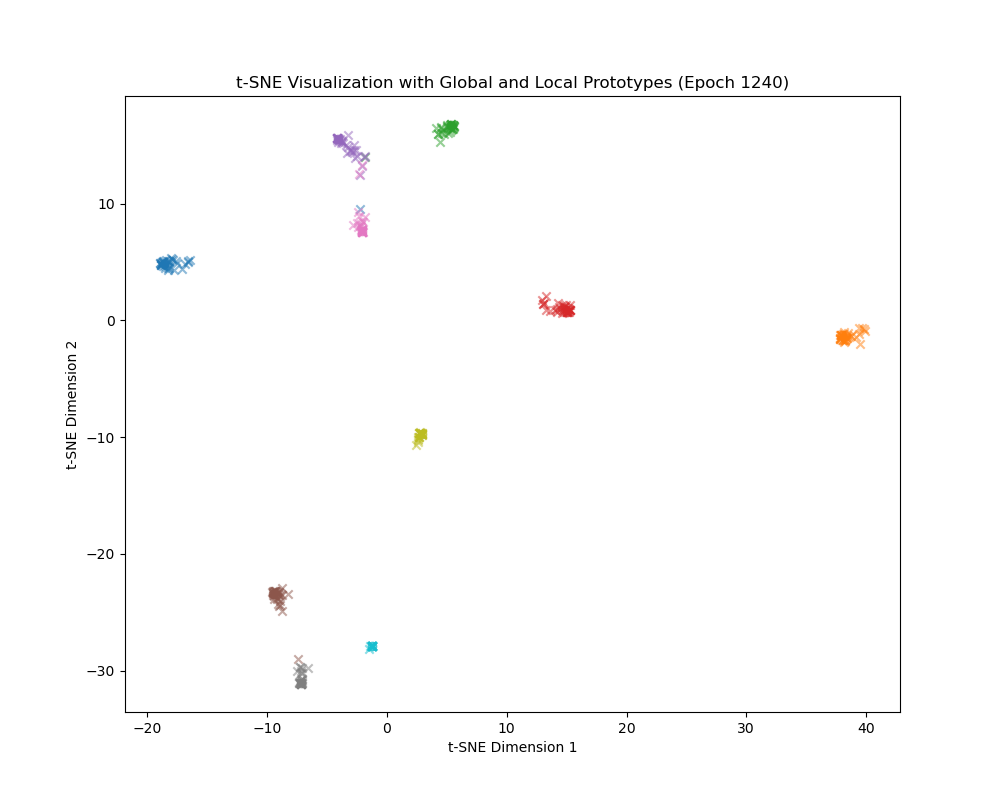 t-SNE Visualization with Global and Local Prototypes (Epoch 1240)
10
0
−10
−20
−30
t-SNE Dimension 2
−20 −10 0 10 20 30 40
t-SNE Dimension 1